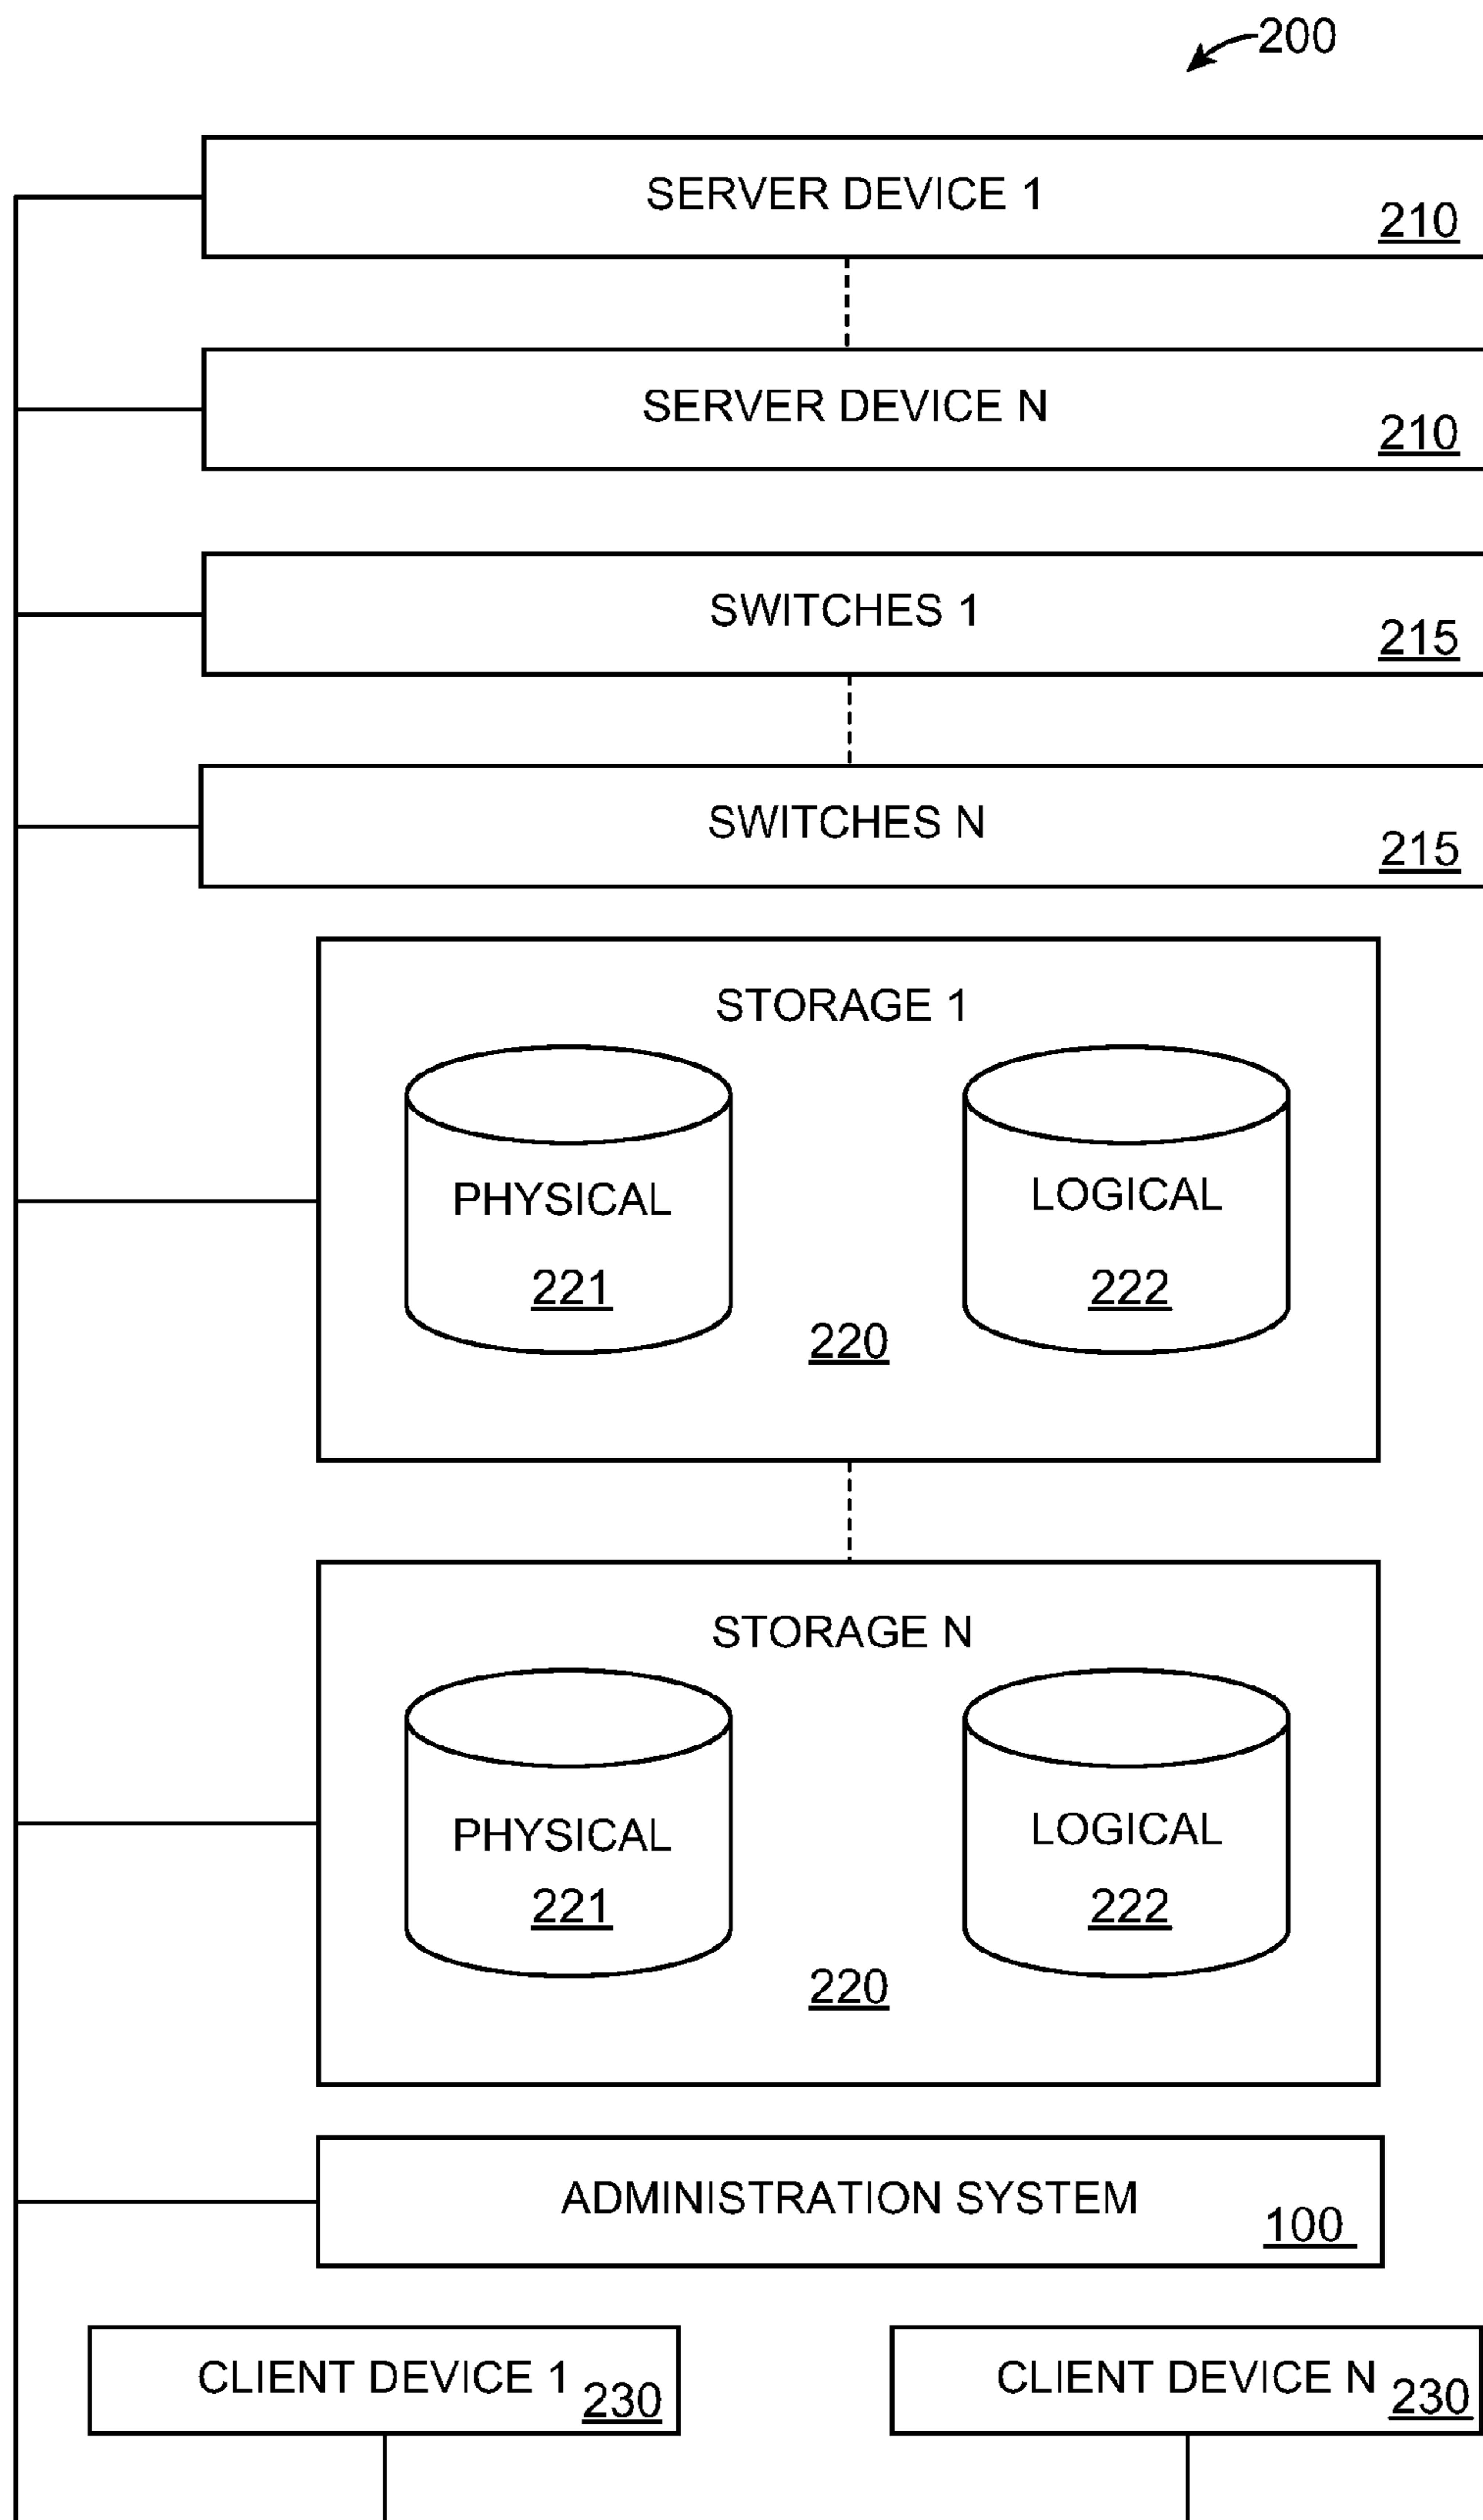 200
SERVER DEVICE 1
210
SERVER DEVICE N
210
SWITCHES 1
215
SWITCHES N
215
STORAGE 1
PHYSICAL
LOGICAL
221
222
220
STORAGE N
PHYSICAL
LOGICAL
221
222
220
ADMINISTRATION SYSTEM
100
CLIENT DEVICE 1
230
CLIENT DEVICE N
230